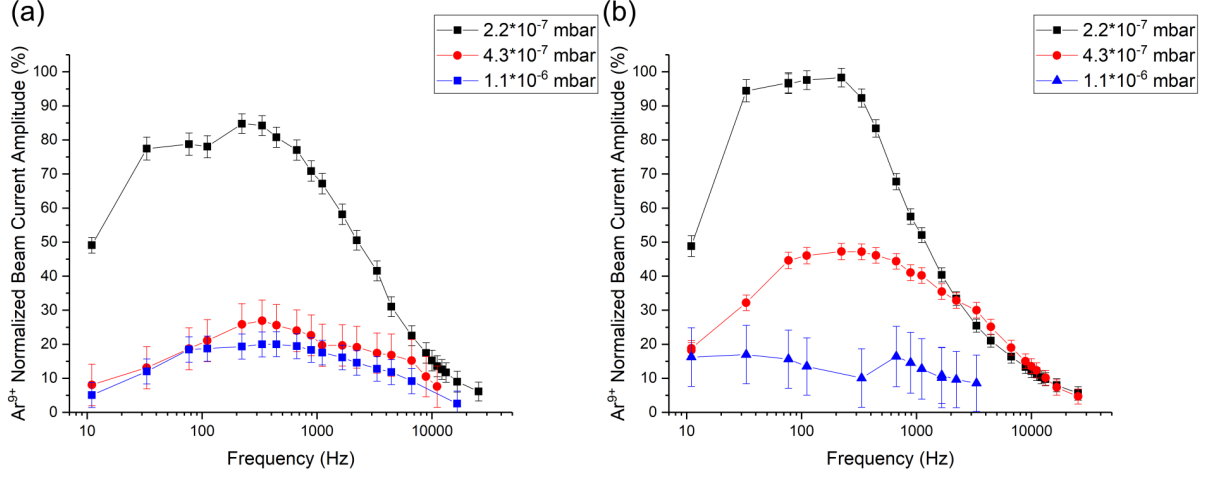 (a)
2.2*10⁻⁷ mbar
4.3*10⁻⁷ mbar
1.1*10⁻⁶ mbar
Ar⁹⁺ Normalized Beam Current Amplitude (%)
100
90
80
70
60
50
40
30
20
10
0
10 100 1000 10000
Frequency (Hz)
(b)
2.2*10⁻⁷ mbar
4.3*10⁻⁷ mbar
1.1*10⁻⁶ mbar
Ar⁹⁺ Normalized Beam Current Amplitude (%)
100
90
80
70
60
50
40
30
20
10
0
10 100 1000 10000
Frequency (Hz)